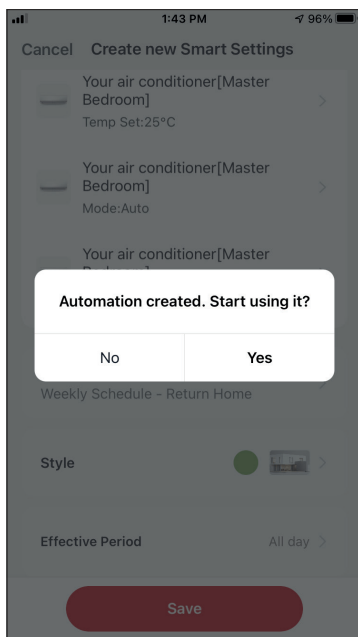 1:43 PM
96%
Cancel Create new Smart Settings
Your air conditioner[Master
Bedroom]
Temp Set:25°C
Your air conditioner[Master
Bedroom]
Mode:Auto
Your air conditioner[Master
Automation created. Start using it?
No Yes
Weekly Schedule - Return Home
Style
Effective Period All day
Save